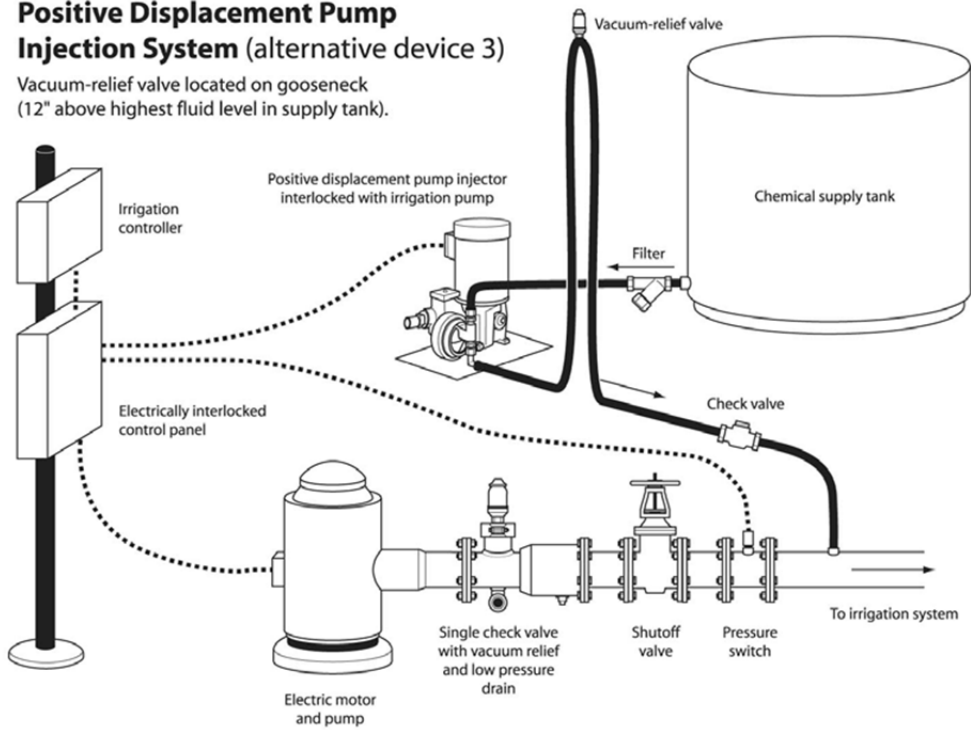 Positive Displacement Pump
Injection System (alternative device 3)
Vacuum-relief valve located on gooseneck
(12" above highest fluid level in supply tank).
Vacuum-relief valve
Chemical supply tank
Positive displacement pump injector
interlocked with irrigation pump
Irrigation
controller
Filter
Electrically interlocked
control panel
Check valve
To irrigation system
Single check valve
with vacuum relief
and low pressure
drain
Shutoff
valve
Pressure
switch
Electric motor
and pump